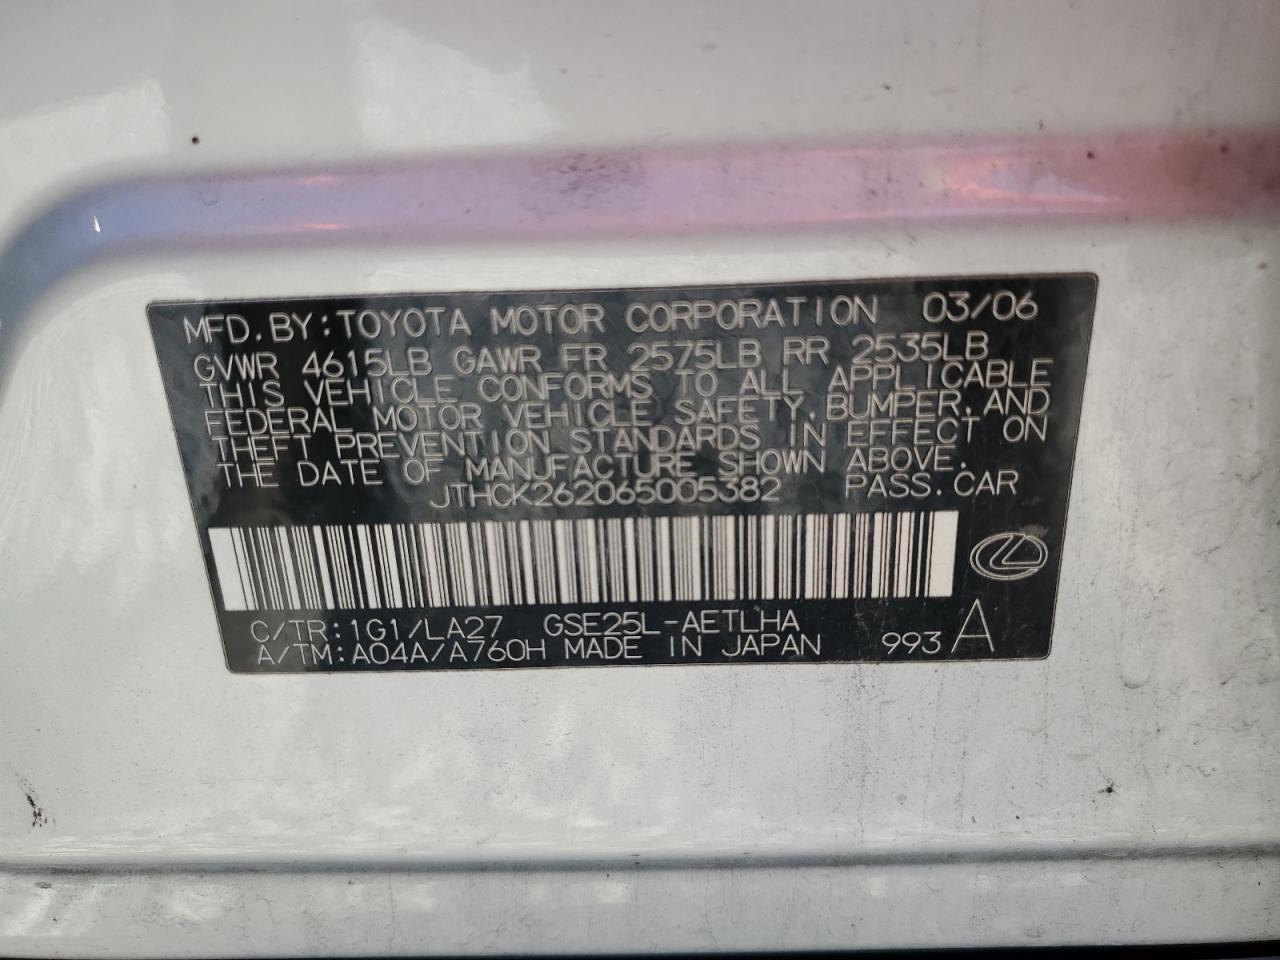 MFD.BY:TOYOTA MOTOR CORPORATION 03/06
GVWR 4615LB GAWR FR 2575LB RR 2535LB
THIS VEHICLE CONFORMS TO ALL APPLICABLE
FEDERAL MOTOR VEHICLE SAFETY,BUMPER,AND
THEFT PREVENTION STANDARDS IN EFFECT ON
THE DATE OF MANUFACTURE SHOWN ABOVE.
JTHCK262065005382 PASS.CAR
C/TR:1G1/LA27 GSE25L-AETLHA
A/TM:A04A/A760H MADE IN JAPAN 993 A